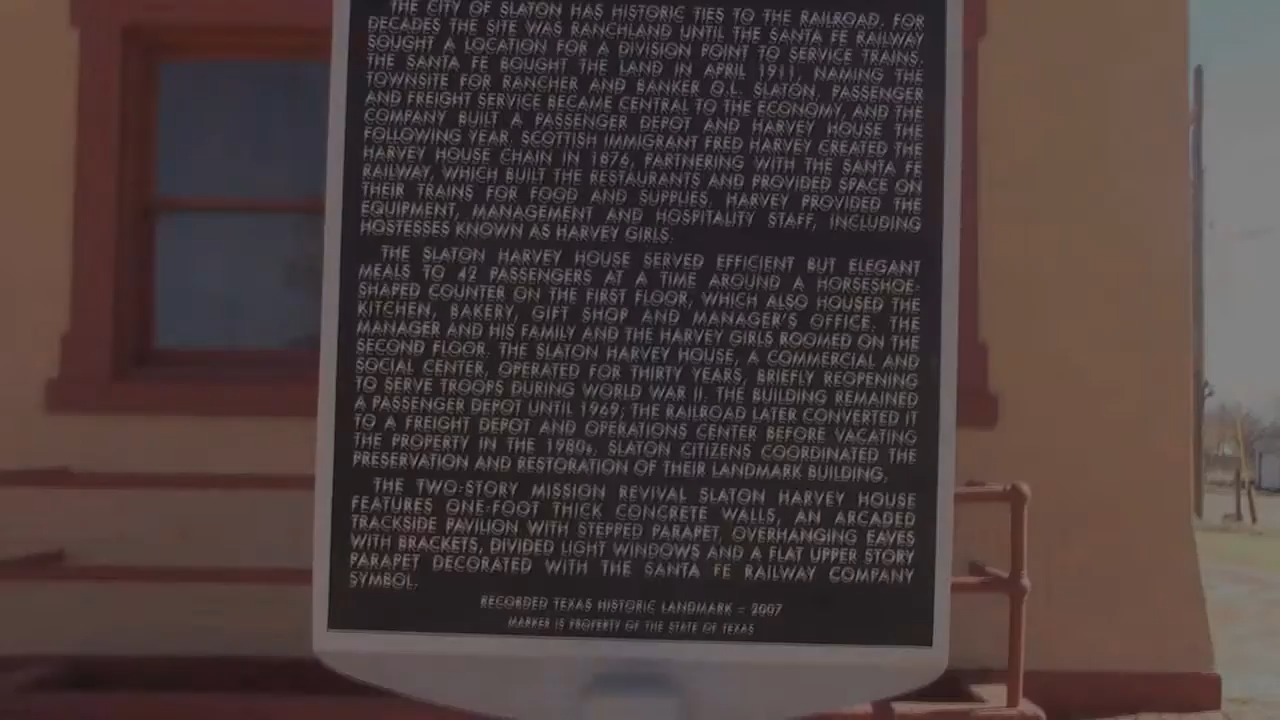 THE CITY OF SLATON HAS HISTORIC TIES TO THE RAILROAD. FOR
DECADES THE SITE WAS RANCHLAND UNTIL THE SANTA FE RAILWAY
SOUGHT A LOCATION FOR A DIVISION POINT TO SERVICE TRAINS.
THE SANTA FE BOUGHT THE LAND IN APRIL 1911, NAMING THE
TOWNSITE FOR RANCHER AND BANKER O.L. SLATON. PASSENGER
AND FREIGHT SERVICE BECAME CENTRAL TO THE ECONOMY, AND THE
COMPANY BUILT A PASSENGER DEPOT AND HARVEY HOUSE THE
FOLLOWING YEAR. SCOTTISH IMMIGRANT FRED HARVEY CREATED THE
HARVEY HOUSE CHAIN IN 1876, PARTNERING WITH THE SANTA FE
RAILWAY, WHICH BUILT THE RESTAURANTS AND PROVIDED SPACE ON
THEIR TRAINS FOR FOOD AND SUPPLIES. HARVEY PROVIDED THE
EQUIPMENT, MANAGEMENT AND HOSPITALITY STAFF, INCLUDING
HOSTESSES KNOWN AS HARVEY GIRLS.
THE SLATON HARVEY HOUSE SERVED EFFICIENT BUT ELEGANT
MEALS TO 42 PASSENGERS AT A TIME AROUND A HORSESHOE-
SHAPED COUNTER ON THE FIRST FLOOR, WHICH ALSO HOUSED THE
KITCHEN, BAKERY, GIFT SHOP AND MANAGER'S OFFICE. THE
MANAGER AND HIS FAMILY AND THE HARVEY GIRLS ROOMED ON THE
SECOND FLOOR. THE SLATON HARVEY HOUSE, A COMMERCIAL AND
SOCIAL CENTER, OPERATED FOR THIRTY YEARS, BRIEFLY REOPENING
TO SERVE TROOPS DURING WORLD WAR II. THE BUILDING REMAINED
A PASSENGER DEPOT UNTIL 1969; THE RAILROAD LATER CONVERTED IT
TO A FREIGHT DEPOT AND OPERATIONS CENTER BEFORE VACATING
THE PROPERTY IN THE 1980s. SLATON CITIZENS COORDINATED THE
PRESERVATION AND RESTORATION OF THEIR LANDMARK BUILDING.
THE TWO-STORY MISSION REVIVAL SLATON HARVEY HOUSE
FEATURES ONE-FOOT THICK CONCRETE WALLS, AN ARCADED
TRACKSIDE PAVILION WITH STEPPED PARAPET, OVERHANGING EAVES
WITH BRACKETS, DIVIDED LIGHT WINDOWS AND A FLAT UPPER STORY
PARAPET DECORATED WITH THE SANTA FE RAILWAY COMPANY
SYMBOL.
RECORDED TEXAS HISTORIC LANDMARK – 2007
MARKER IS PROPERTY OF THE STATE OF TEXAS